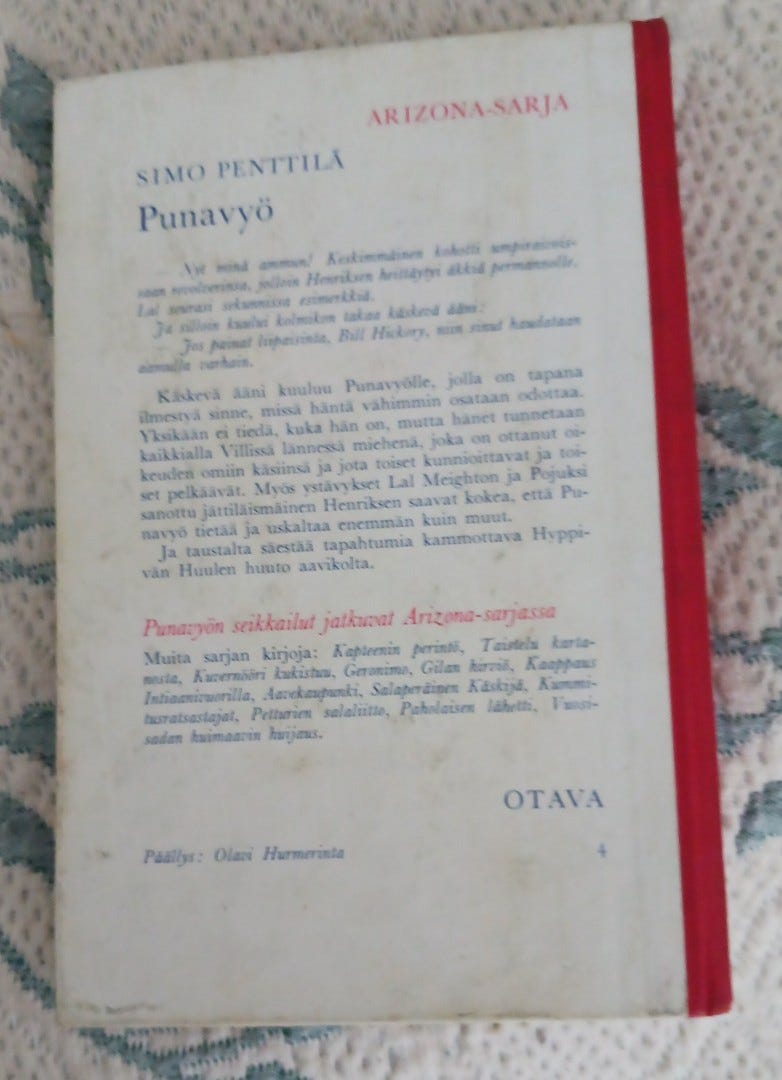 ARIZONA-SARJA
SIMO PENTTILÄ
Punavyö
Nyt minä ammun! Keskimmäinen kohotti
saan revolverinsa, jolloin Henriksen heittäytyi äkkiä permannolle.
Lal seurasi sekunnissa esimerkkiä.
Ja silloin kuului kolmikon takaa käskevä ääni:
Jos painat liipaisinta, Bill Hickory, niin sinut haudataan
aamulla varhain.
Käskevä ääni kuuluu Punavyölle, jolla on tapana
ilmestyä sinne, missä häntä vähimmin osataan odottaa.
Yksikään ei tiedä, kuka hän on, mutta hänet tunnetaan
kaikkialla Villissä lännessä miehenä, joka on ottanut oi-
keuden omiin käsiinsä ja jota toiset kunnioittavat ja toi-
set pelkäävät. Myös ystävykset Lal Meighton ja Pojuksi
sanottu jättiläismäinen Henriksen saavat kokea, että Pu-
navyö tietää ja uskaltaa enemmän kuin muut.
Ja taustalta säestää tapahtumia kammottava Hyppi-
vän Huulen huuto aavikolta.
Punavyön seikkailut jatkuvat Arizona-sarjassa
Muita sarjan kirjoja: Kapteenin perintö, Taistelu karta-
nosta, Kuvernööri kukistuu, Geronimo, Gilan hirviö, Kaappaus
Intiaanivuorilla, Aavekaupunki, Salaperäinen Käskijä, Kummi-
tusratsastajat, Petturien salaliitto, Paholaisen lähetti, Vuosi-
sadan huimaavin huijaus.
OTAVA
Päällys: Olavi Hurmerinta
4